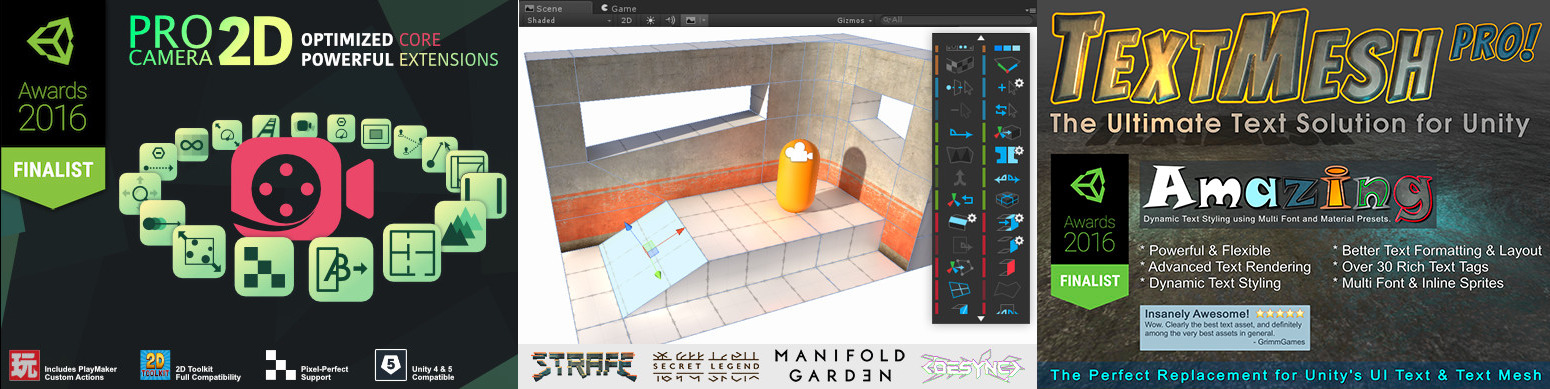 Awards
2016
FINALIST
PRO
CAMERA
2D
OPTIMIZED CORE
POWERFUL EXTENSIONS
玩
Includes PlayMaker
Custom Actions
2D
TOOLKIT
2D Toolkit
Full Compatibility
Pixel-Perfect
Support
5
Unity 4 & 5
Compatible
Scene
Game
Shaded
2D
Gizmos
All
STRAFE
SECRET LEGEND
MANIFOLD
GARDEN
DESYNC
TEXTMESH PRO!
The Ultimate Text Solution for Unity
Awards
2016
FINALIST
Amazing
Dynamic Text Styling using Multi Font and Material Presets.
* Powerful & Flexible
* Advanced Text Rendering
* Dynamic Text Styling
* Better Text Formatting & Layout
* Over 30 Rich Text Tags
* Multi Font & Inline Sprites
Insanely Awesome!
Wow. Clearly the best text asset, and definitely
among the very best assets in general.
- GrimmGames
The Perfect Replacement for Unity's UI Text & Text Mesh